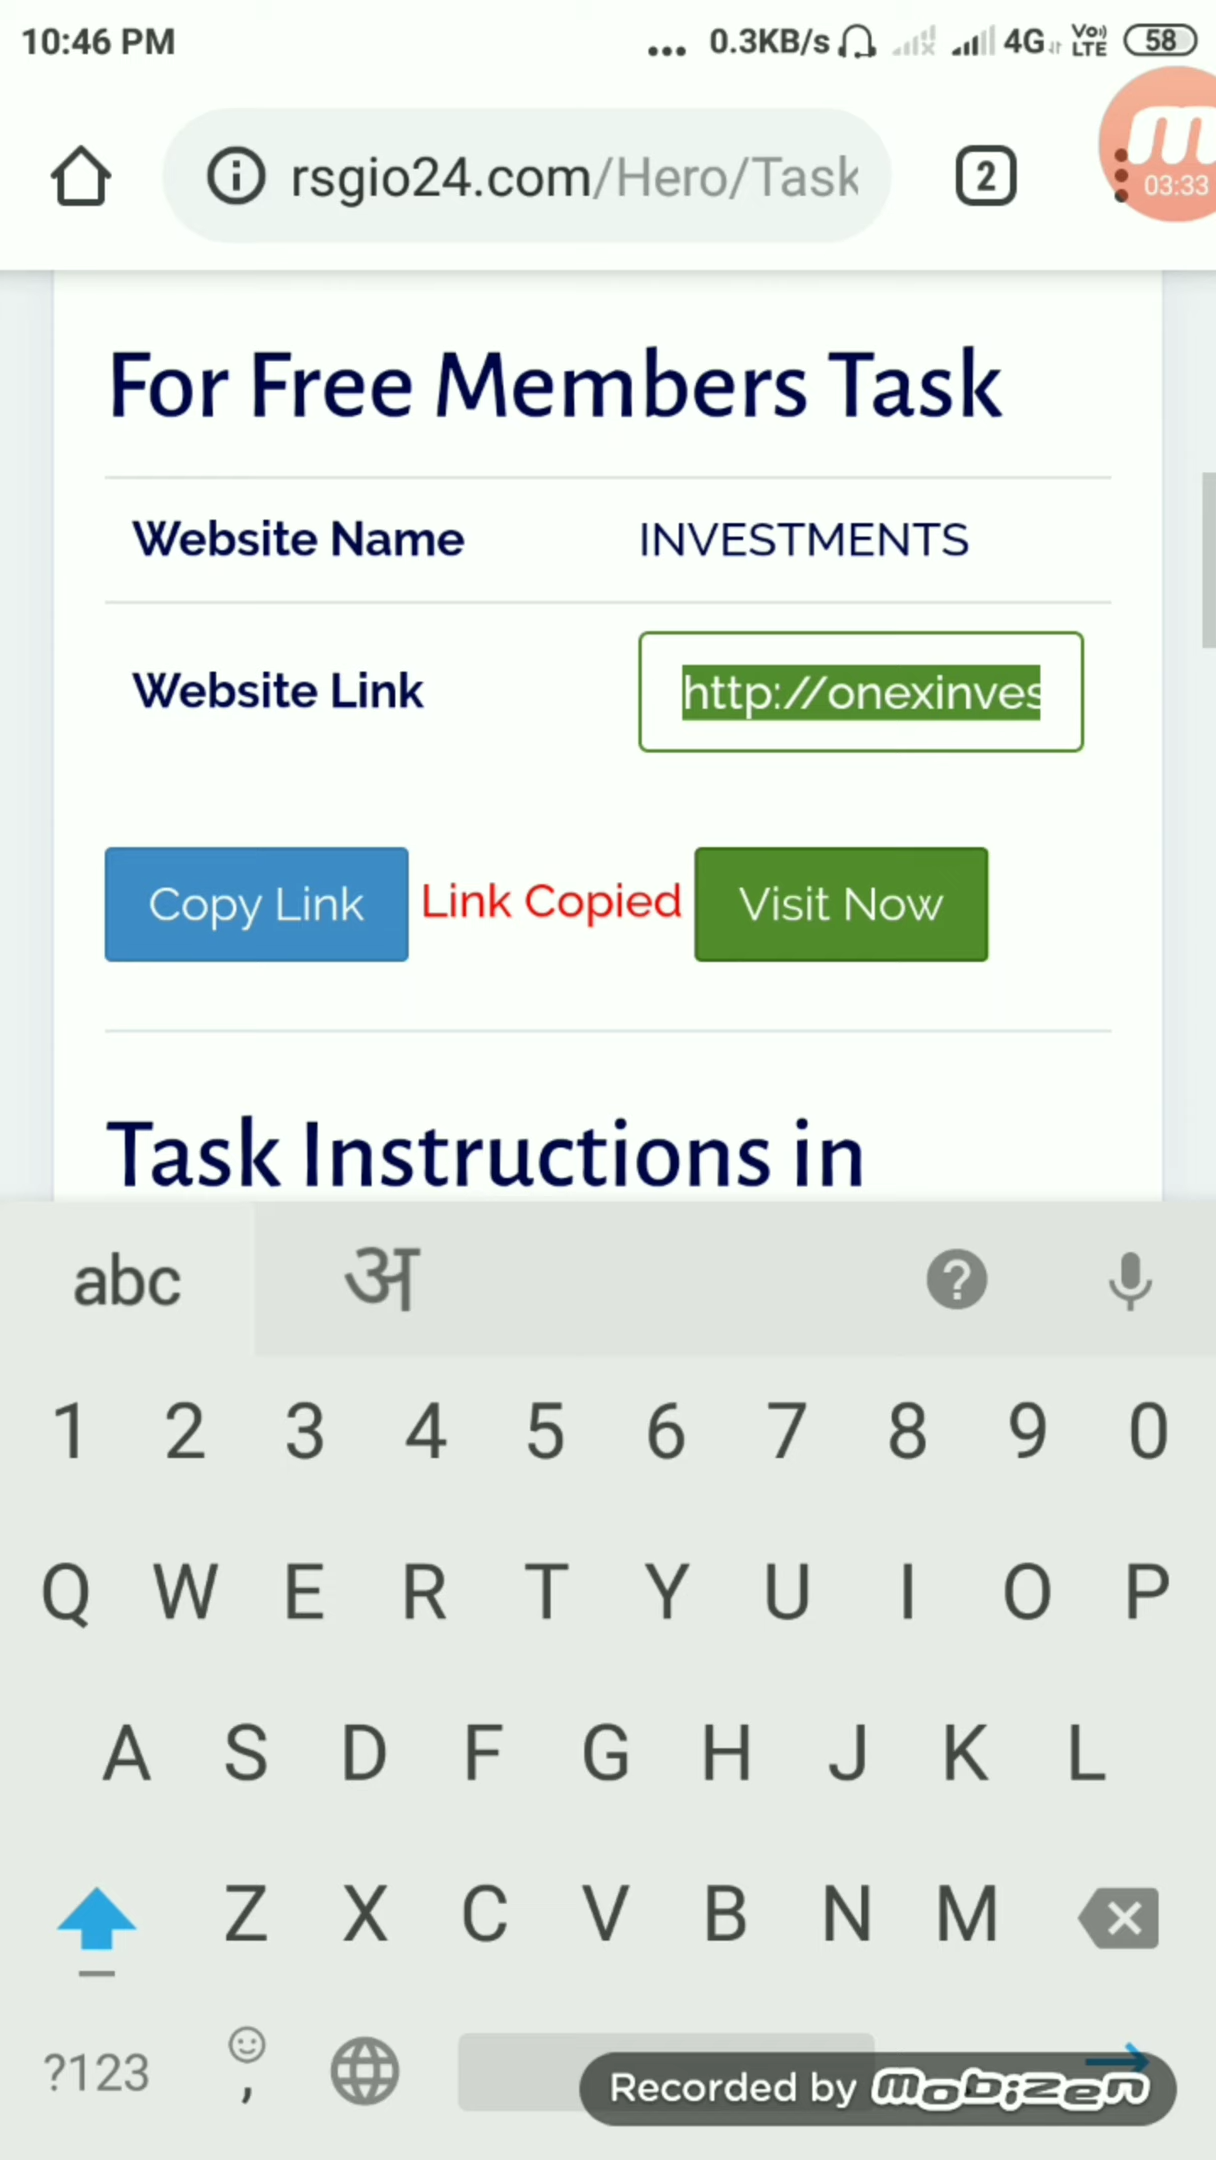 10:46 PM
... 0.3KB/s 4G Vo) LTE 58
rsgio24.com/Hero/Task
2
03:33
For Free Members Task
Website Name INVESTMENTS
Website Link http://onexinves
Copy Link Link Copied Visit Now
Task Instructions in
abc अ ?
1 2 3 4 5 6 7 8 9 0
Q W E R T Y U I O P
A S D F G H J K L
Z X C V B N M
?123 ,
Recorded by mobizen